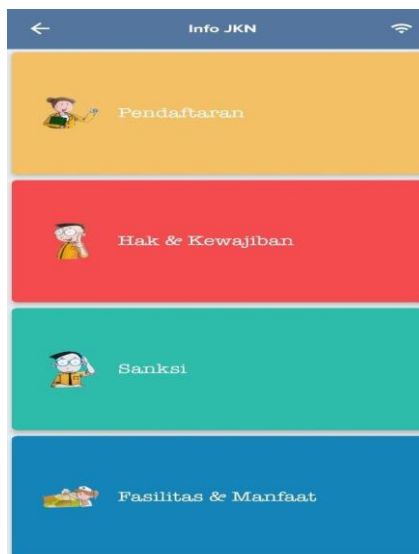 Info JKN
Pendaftaran
Hak & Kewajiban
Sanksi
Fasilitas & Manfaat